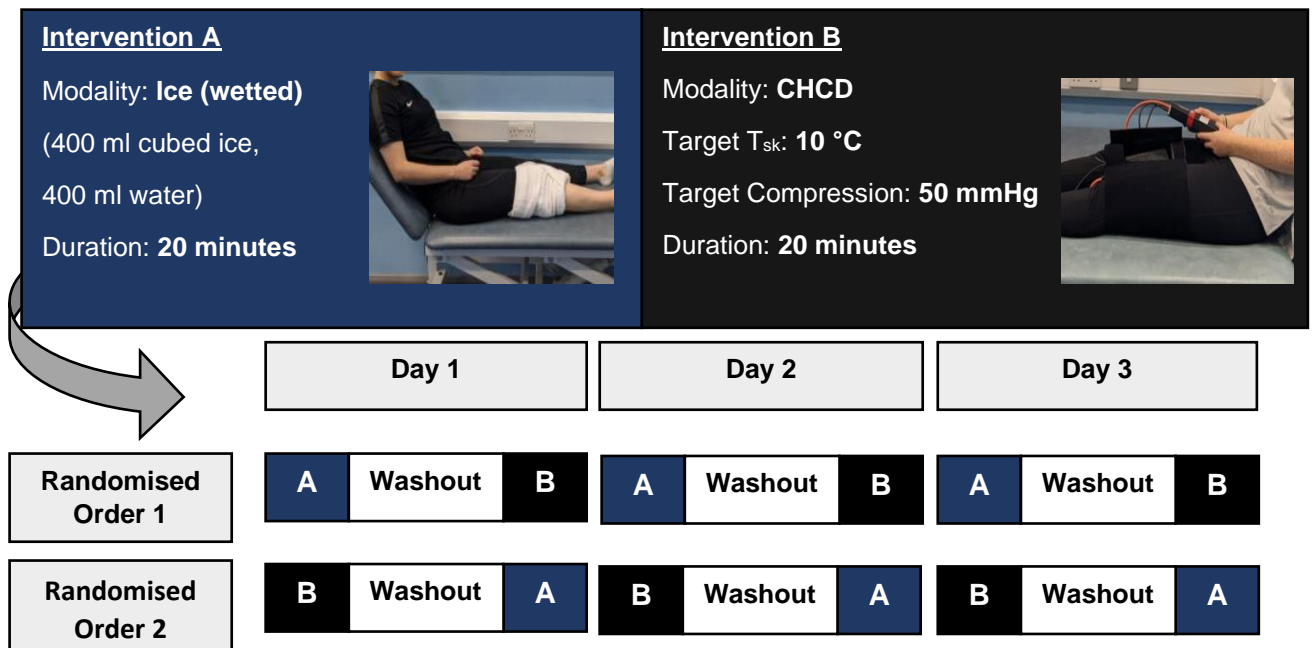 Intervention A
Modality: Ice (wetted)
(400 ml cubed ice,
400 ml water)
Duration: 20 minutes
Intervention B
Modality: CHCD
Target Tsk: 10 °C
Target Compression: 50 mmHg
Duration: 20 minutes
Day 1
Day 2
Day 3
Randomised
Order 1
A Washout B A Washout B A Washout B
Randomised
Order 2
B Washout A B Washout A B Washout A